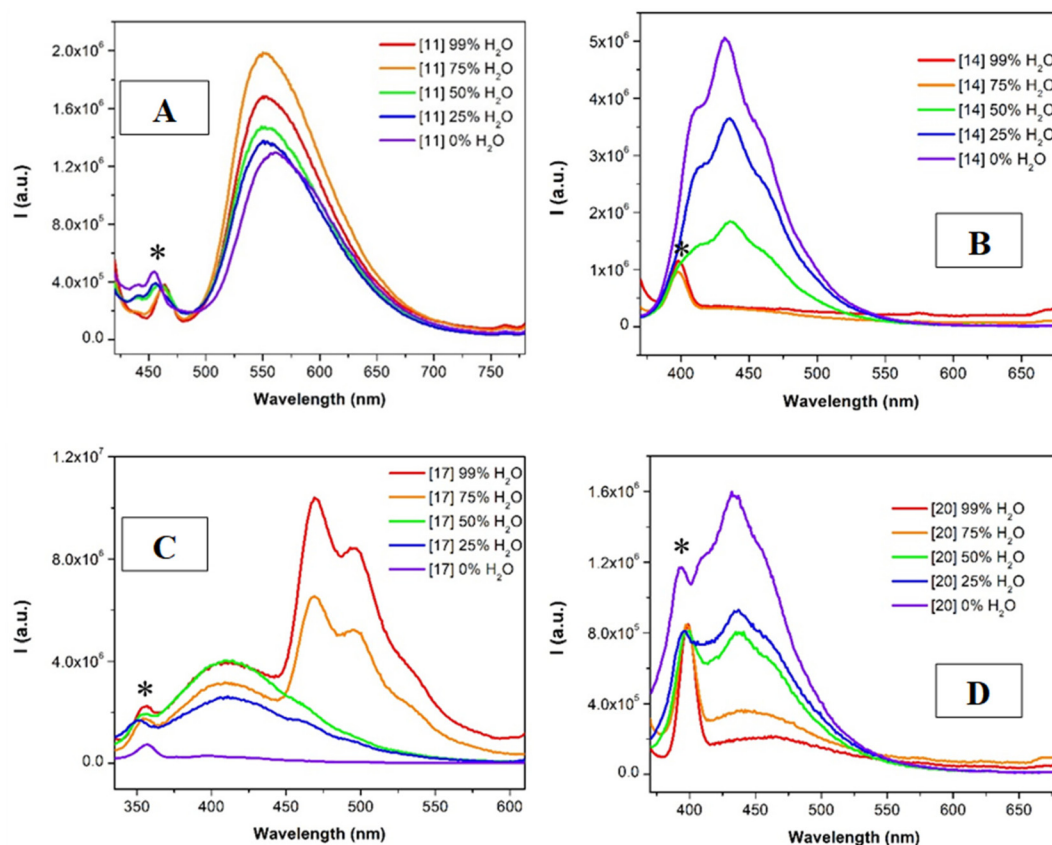 A
I (a.u.)
2.0x10⁶
1.6x10⁶
1.2x10⁶
8.0x10⁵
4.0x10⁵
0.0
[11] 99% H₂O
[11] 75% H₂O
[11] 50% H₂O
[11] 25% H₂O
[11] 0% H₂O
*
450 500 550 600 650 700 750
Wavelength (nm)
B
I (a.u.)
5x10⁶
4x10⁶
3x10⁶
2x10⁶
1x10⁶
0
[14] 99% H₂O
[14] 75% H₂O
[14] 50% H₂O
[14] 25% H₂O
[14] 0% H₂O
*
400 450 500 550 600 650
Wavelength (nm)
C
I (a.u.)
1.2x10⁷
8.0x10⁶
4.0x10⁶
0.0
[17] 99% H₂O
[17] 75% H₂O
[17] 50% H₂O
[17] 25% H₂O
[17] 0% H₂O
*
350 400 450 500 550 600
Wavelength (nm)
D
I (a.u.)
1.6x10⁶
1.2x10⁶
8.0x10⁵
4.0x10⁵
0.0
[20] 99% H₂O
[20] 75% H₂O
[20] 50% H₂O
[20] 25% H₂O
[20] 0% H₂O
*
400 450 500 550 600 650
Wavelength (nm)